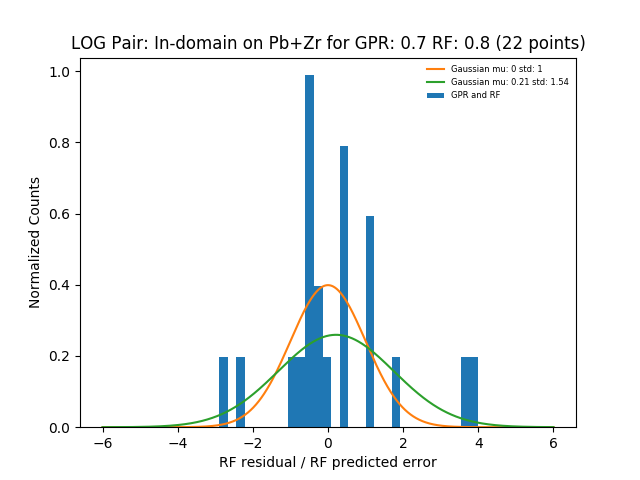 LOG Pair: In-domain on Pb+Zr for GPR: 0.7 RF: 0.8 (22 points)
Gaussian mu: 0 std: 1
Gaussian mu: 0.21 std: 1.54
GPR and RF
Normalized Counts
1.0
0.8
0.6
0.4
0.2
0.0
−6 −4 −2 0 2 4 6
RF residual / RF predicted error